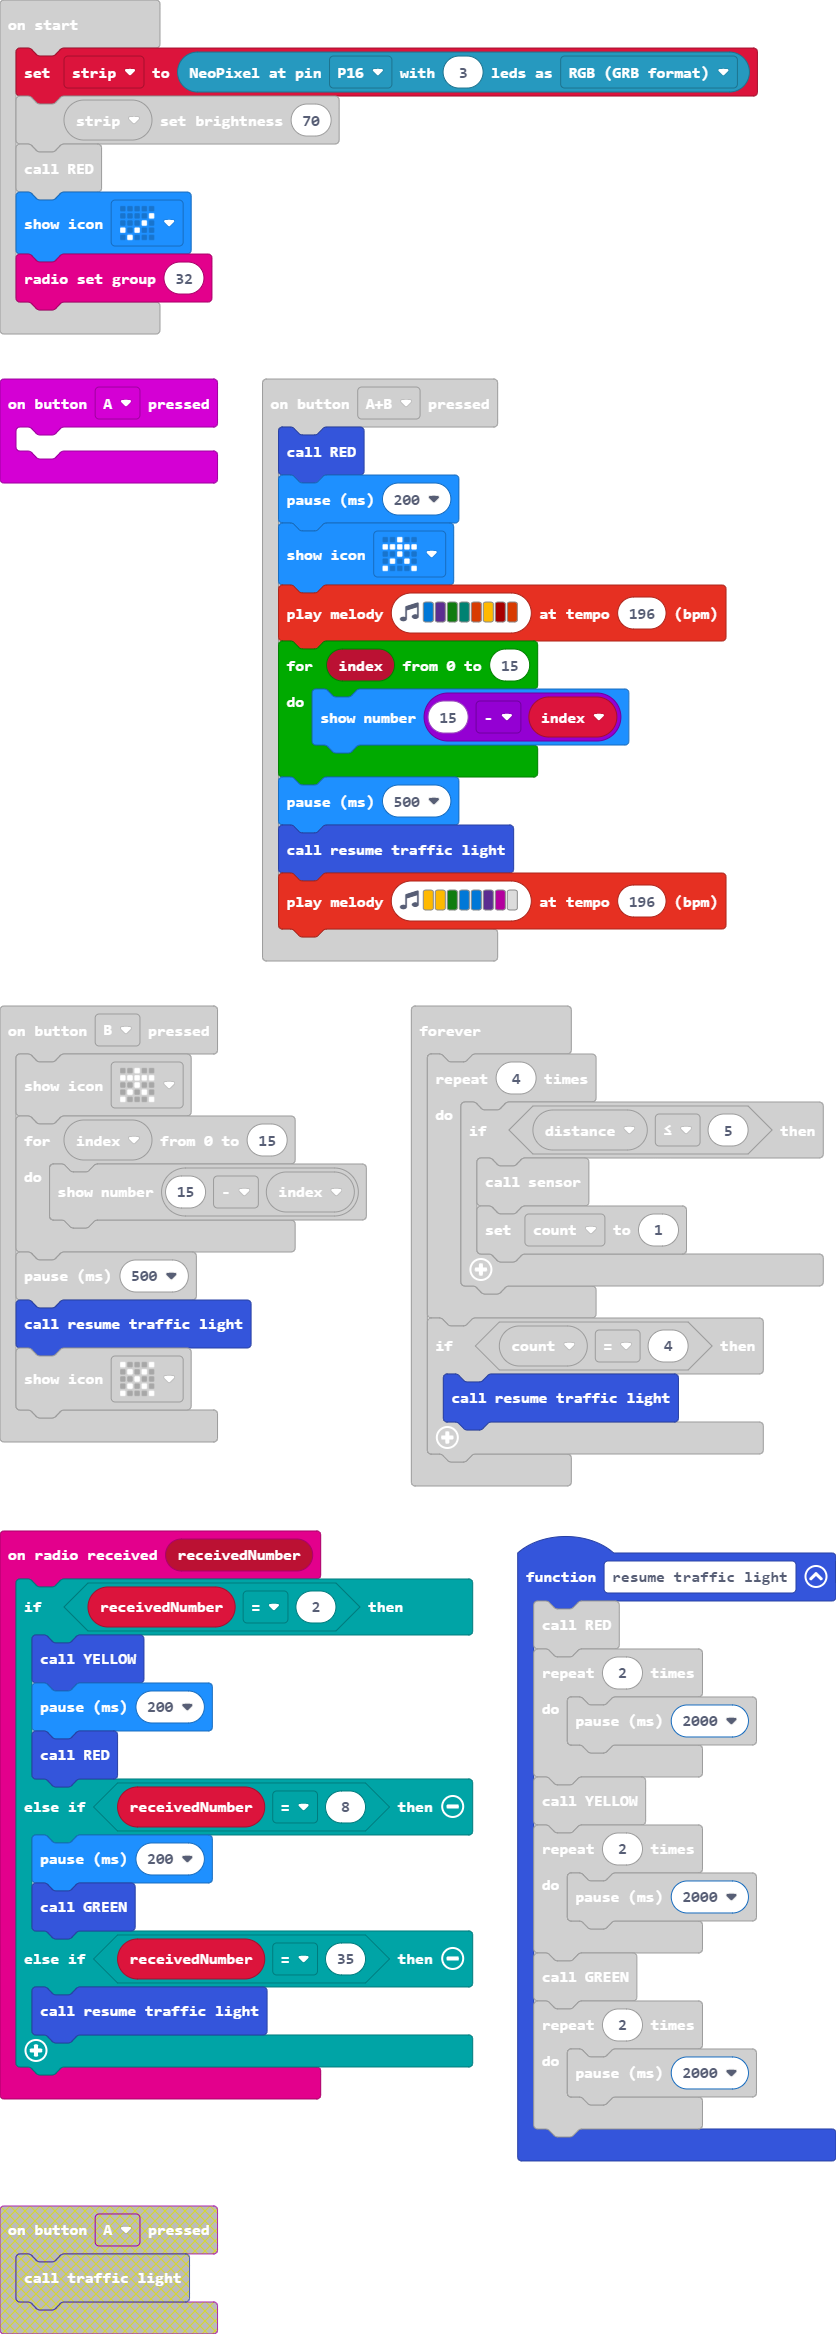 on start
set strip to NeoPixel at pin P16 with 3 leds as RGB (GRB format)
strip set brightness 70
call RED
show icon
radio set group 32
on button A pressed
on button A+B pressed
call RED
pause (ms) 200
show icon
play melody at tempo 196 (bpm)
for index from 0 to 15
do
show number 15 - index
pause (ms) 500
call resume traffic light
play melody at tempo 196 (bpm)
on button B pressed
show icon
for index from 0 to 15
do
show number 15 - index
pause (ms) 500
call resume traffic light
show icon
forever
repeat 4 times
do
if distance ≤ 5 then
call sensor
set count to 1
if count = 4 then
call resume traffic light
on radio received receivedNumber
if receivedNumber = 2 then
call YELLOW
pause (ms) 200
call RED
else if receivedNumber = 8 then
pause (ms) 200
call GREEN
else if receivedNumber = 35 then
call resume traffic light
function resume traffic light
call RED
repeat 2 times
do
pause (ms) 2000
call YELLOW
repeat 2 times
do
pause (ms) 2000
call GREEN
repeat 2 times
do
pause (ms) 2000
on button A pressed
call traffic light